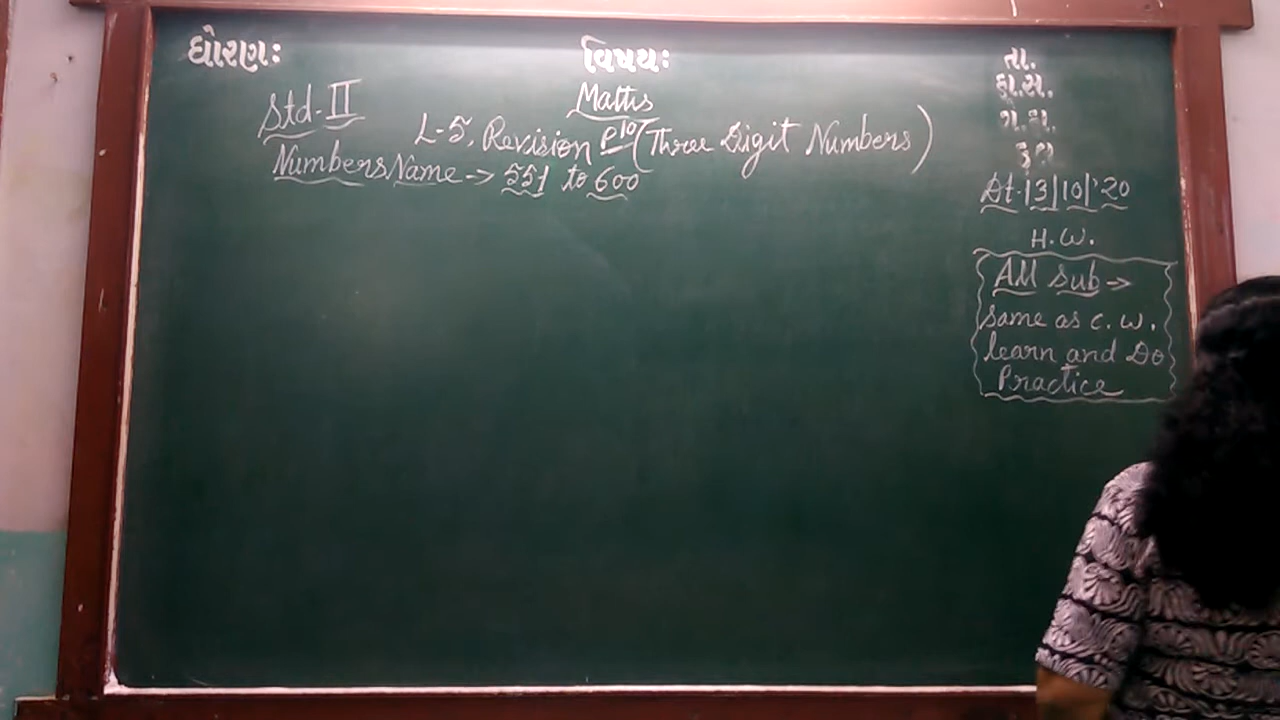 ધોરણ: વિષય: તા.
ફા.સ.
ગે.હા.
કુલ
Std-II Maths
L-5, Revision P10 (Three Digit Numbers)
Numbers Name -> 551 to 600
Dt-13|10|'20
H.W.
All sub ->
same as c.w.
learn and Do
Practice